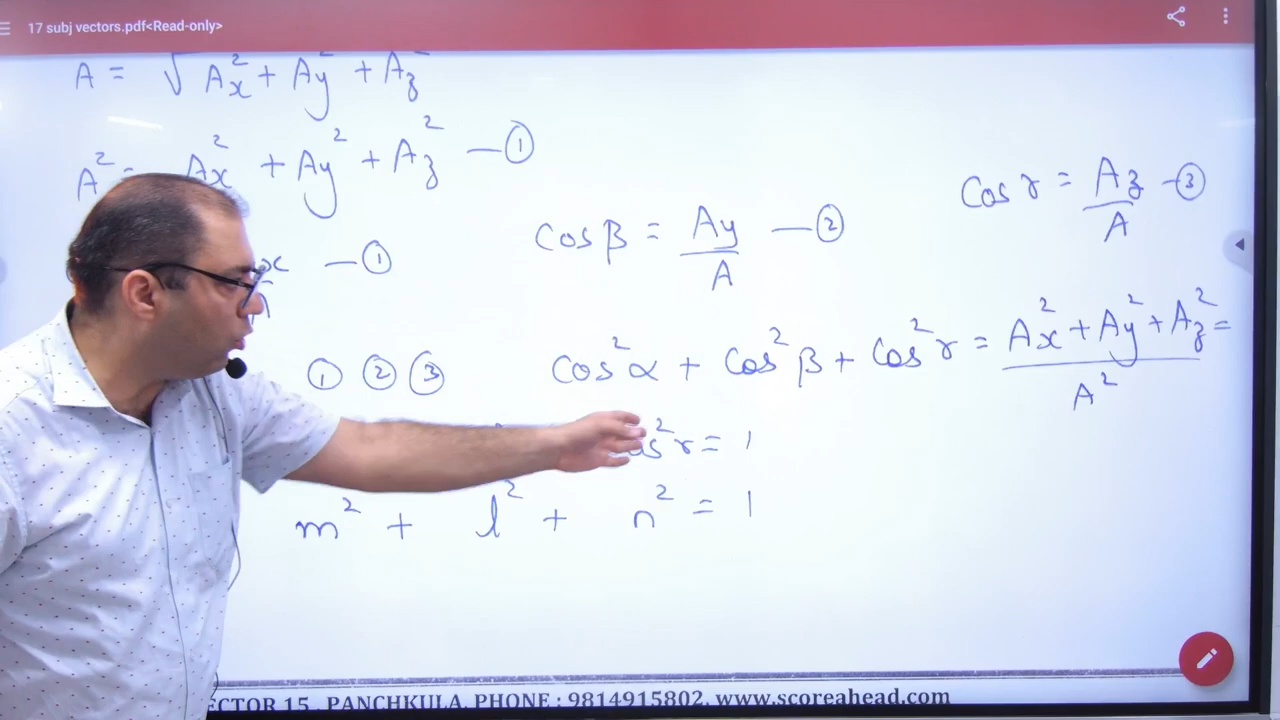 17 subj vectors.pdf<Read-only>
A = √Ax² + Ay² + Az²
A² = Ax² + Ay² + Az² — ①
Cos γ = Az/A — ③
Cos β = Ay/A — ②
x — ①
① ② ③
Cos²α + Cos²β + Cos²γ = Ax² + Ay² + Az²/A² =
os²γ = 1
m² + l² + n² = 1
ECTOR 15, PANCHKULA, PHONE : 9814915802, www.scoreahead.com